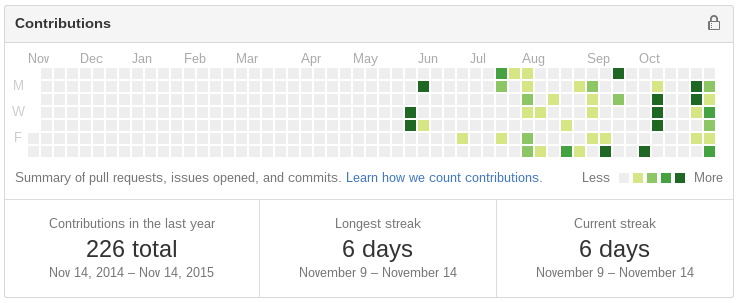 Contributions
Nov Dec Jan Feb Mar Apr May Jun Jul Aug Sep Oct
M
W
F
Summary of pull requests, issues opened, and commits. Learn how we count contributions.
Less More
Contributions in the last year
226 total
Nov 14, 2014 – Nov 14, 2015
Longest streak
6 days
November 9 – November 14
Current streak
6 days
November 9 – November 14